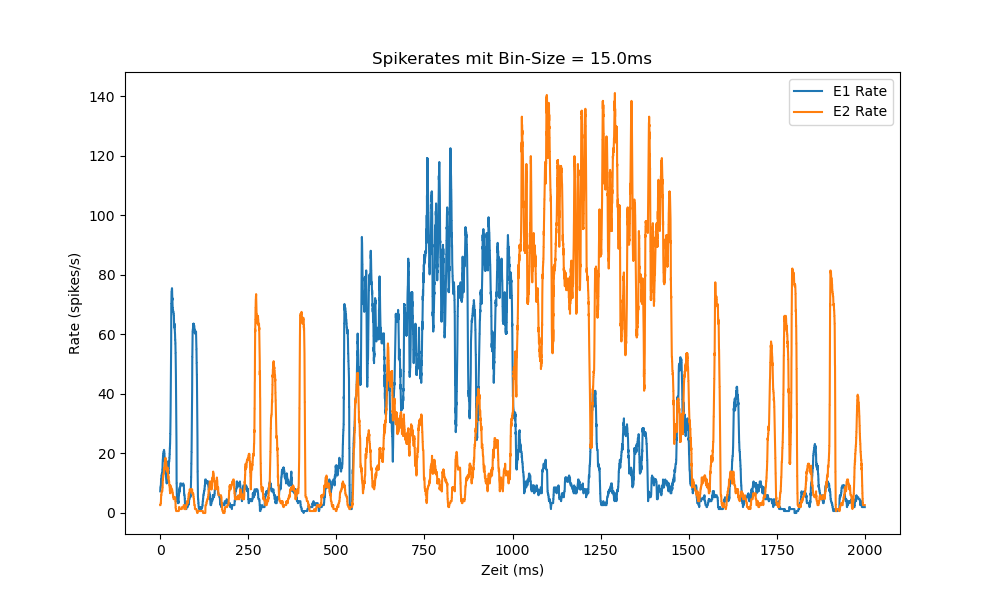 Spikerates mit Bin-Size = 15.0ms
E1 Rate
E2 Rate
140
120
100
80
60
40
20
0
Rate (spikes/s)
0 250 500 750 1000 1250 1500 1750 2000
Zeit (ms)